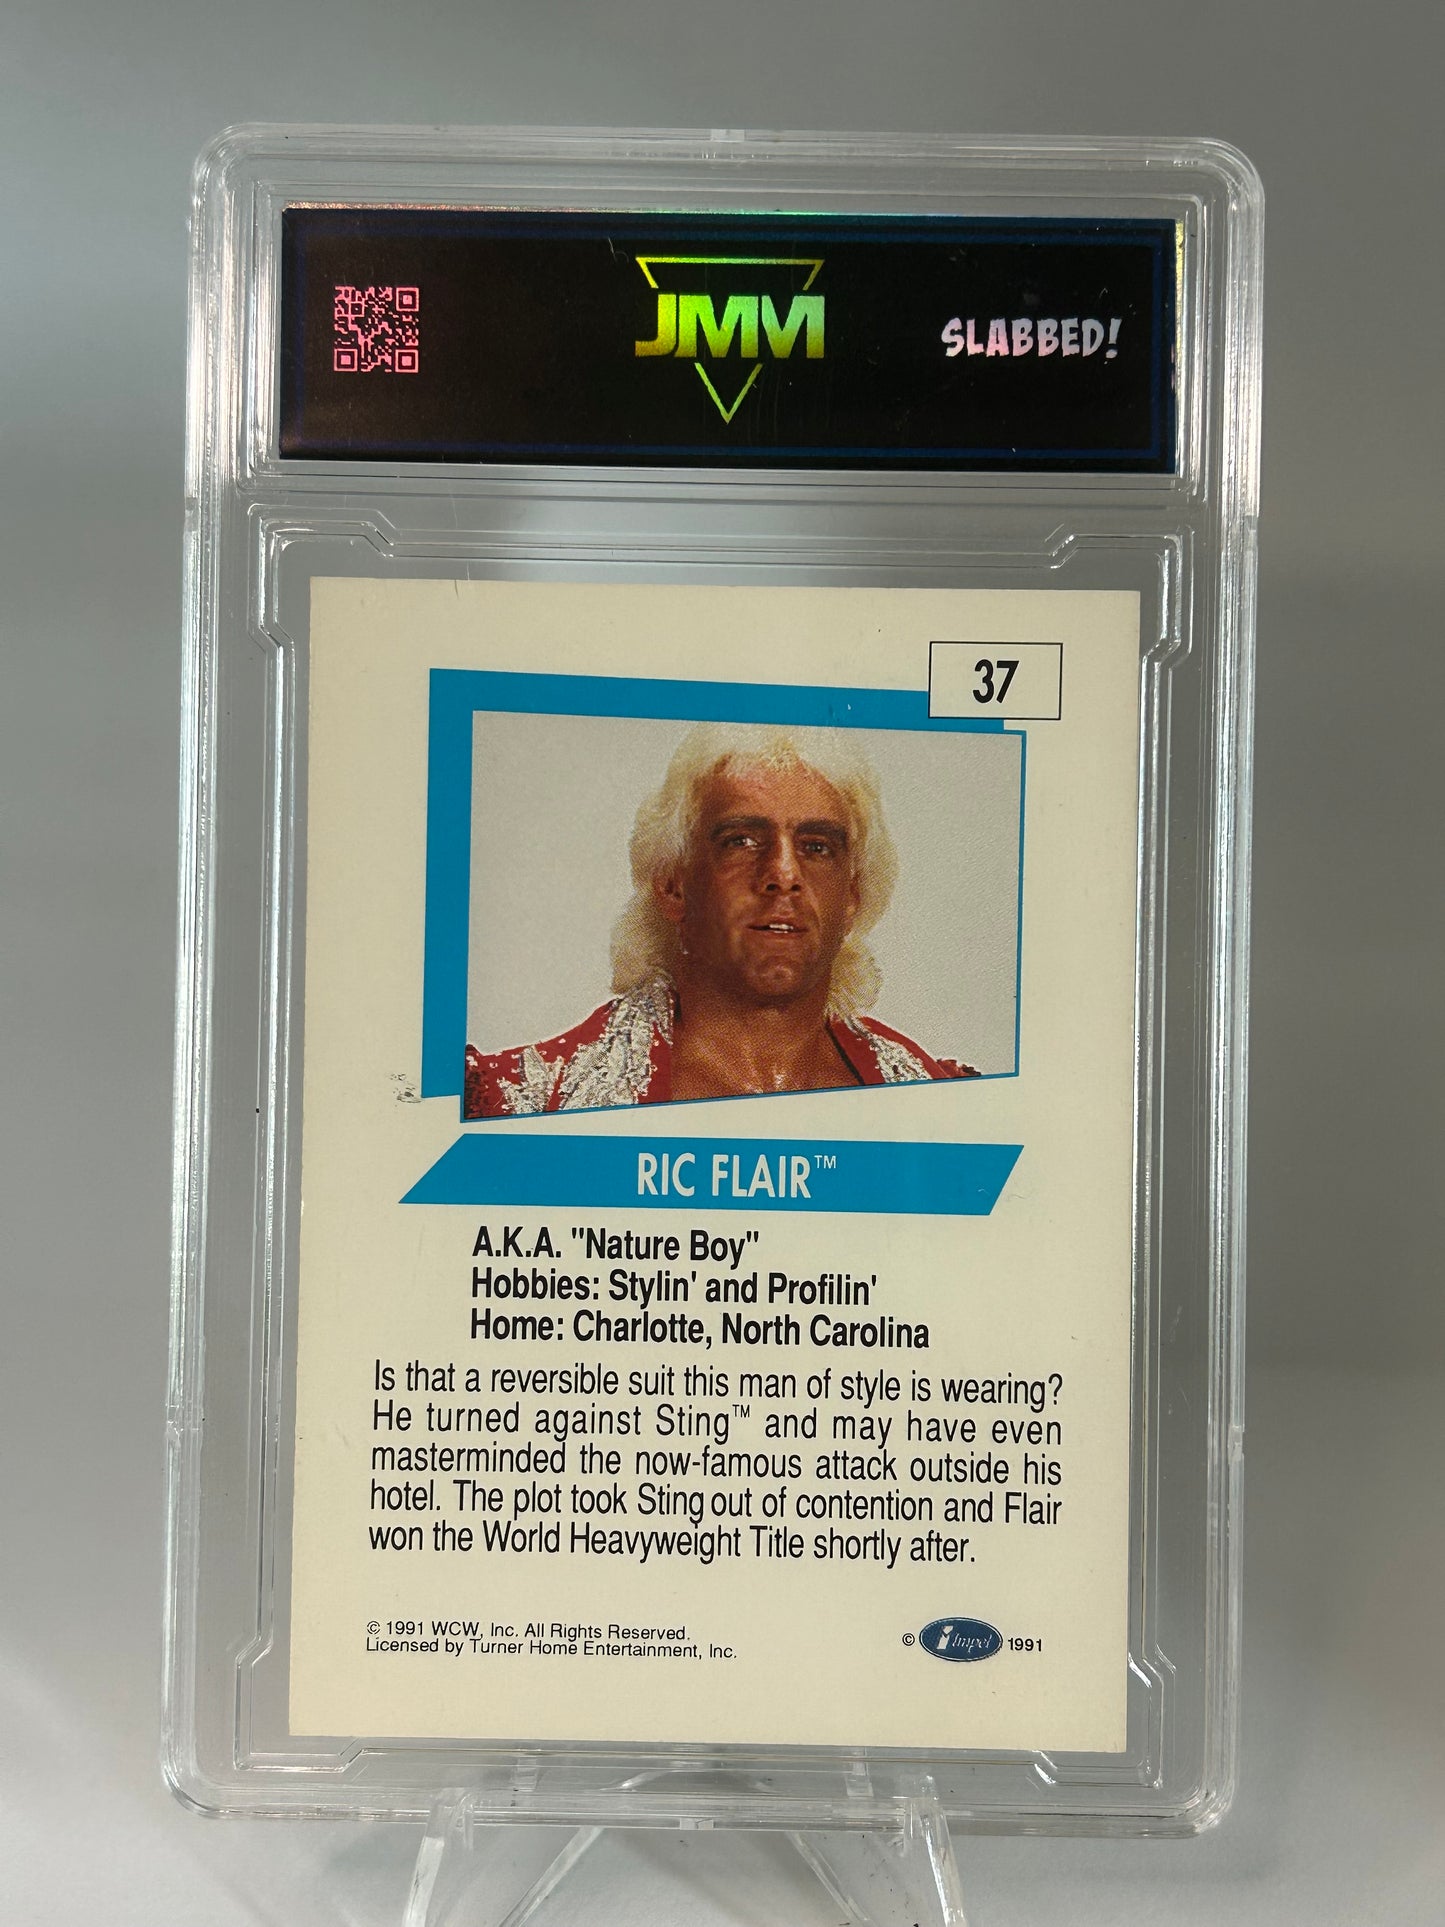 JMM
SLABBED!
37
RIC FLAIR™
A.K.A. "Nature Boy"
Hobbies: Stylin' and Profilin'
Home: Charlotte, North Carolina
Is that a reversible suit this man of style is wearing?
He turned against Sting™ and may have even
masterminded the now-famous attack outside his
hotel. The plot took Sting out of contention and Flair
won the World Heavyweight Title shortly after.
© 1991 WCW, Inc. All Rights Reserved.
Licensed by Turner Home Entertainment, Inc.
© impel 1991